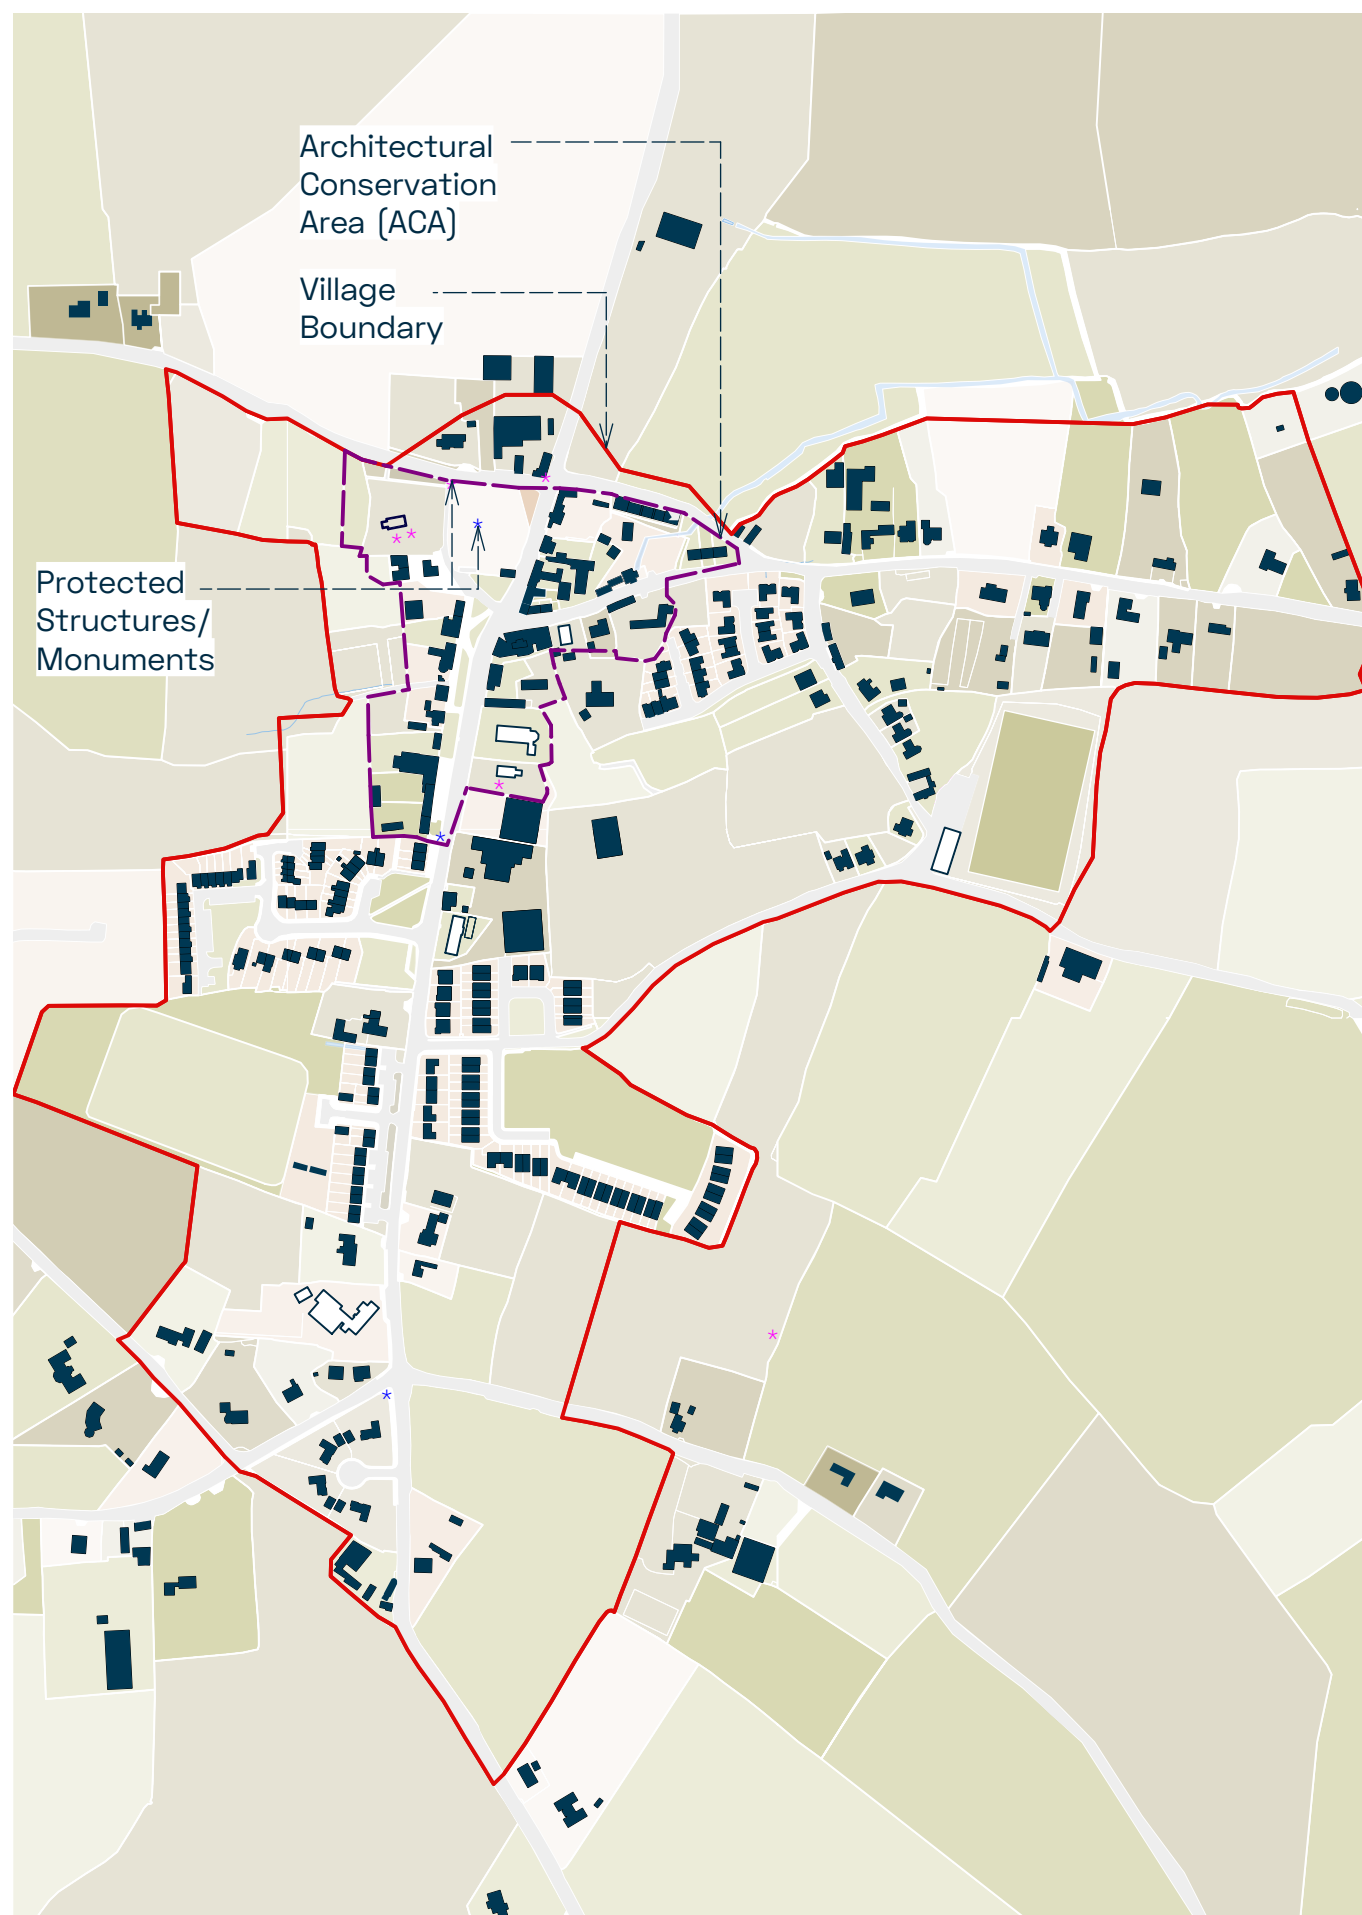 Architectural
Conservation
Area (ACA)
Village
Boundary
Protected
Structures/
Monuments